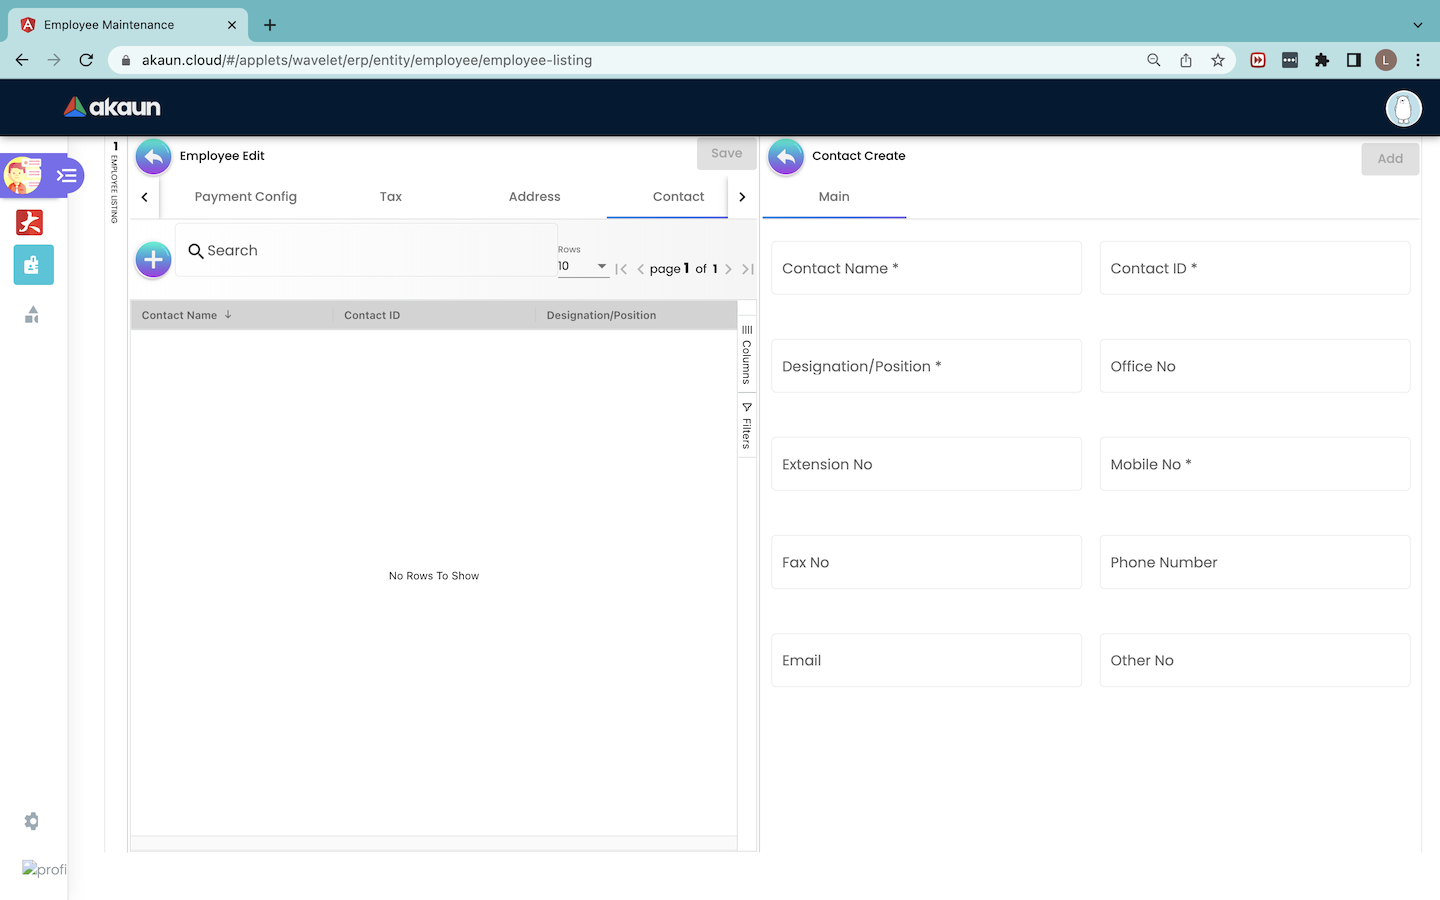 Employee Maintenance
akaun.cloud/#/applets/wavelet/erp/entity/employee/employee-listing
L
akaun
1 EMPLOYEE LISTING
Employee Edit
Save
Payment Config
Tax
Address
Contact
Search
Rows
10
page 1 of 1
Contact Name
Contact ID
Designation/Position
Columns
Filters
No Rows To Show
Contact Create
Add
Main
Contact Name *
Contact ID *
Designation/Position *
Office No
Extension No
Mobile No *
Fax No
Phone Number
Email
Other No
profi